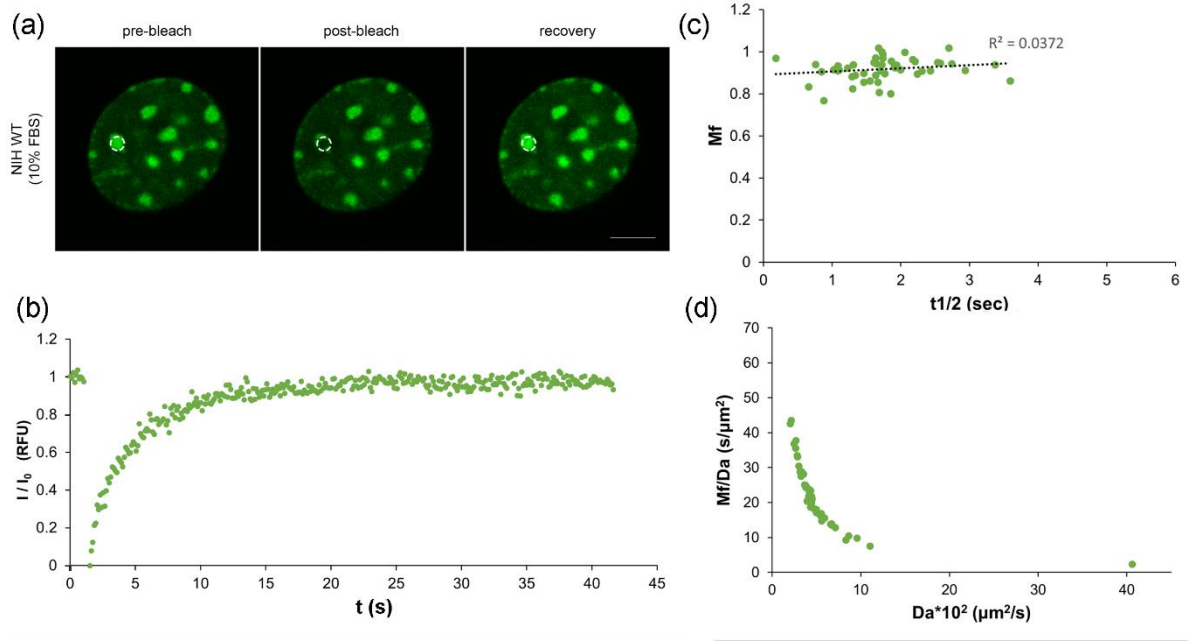 (a)
pre-bleach
post-bleach
recovery
NIH WT
(10% FBS)
(b)
1.2
1
0.8
0.6
0.4
0.2
0
I / I₀ (RFU)
0 5 10 15 20 25 30 35 40 45
t (s)
(c)
1.2
1
0.8
0.6
0.4
0.2
0
Mf
R² = 0.0372
0 1 2 3 4 5 6
t1/2 (sec)
(d)
70
60
50
40
30
20
10
0
Mf/Da (s/µm²)
0 10 20 30 40
Da*10² (µm²/s)